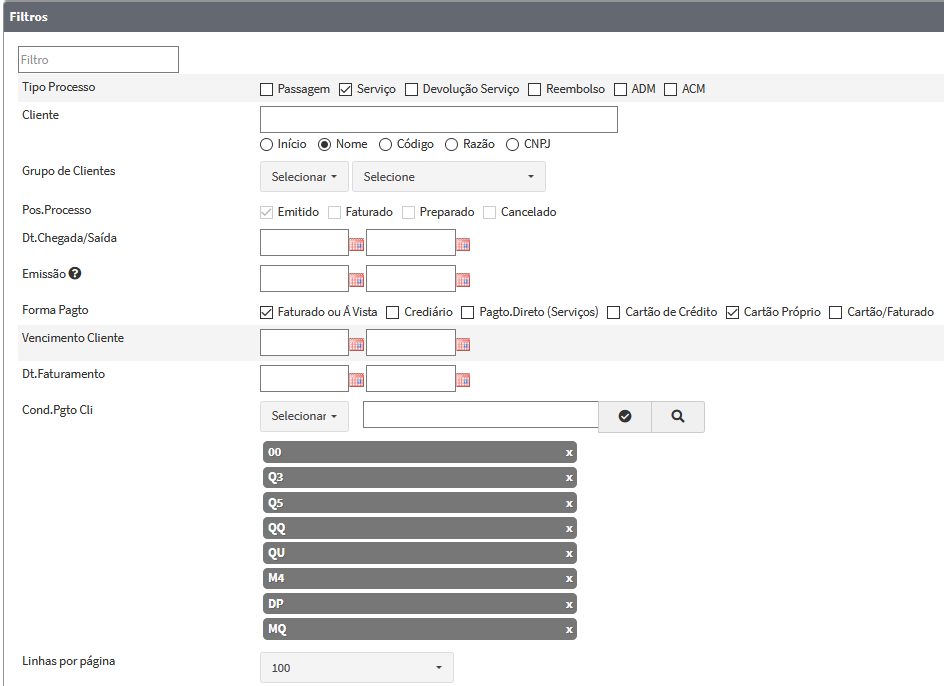 Filtros
Filtro
Tipo Processo Passagem Serviço Devolução Serviço Reembolso ADM ACM
Cliente
Início Nome Código Razão CNPJ
Grupo de Clientes Selecionar Selecione
Pos.Processo Emitido Faturado Preparado Cancelado
Dt.Chegada/Saída
Emissão ?
Forma Pagto Faturado ou Á Vista Crediário Pagto.Direto (Serviços) Cartão de Crédito Cartão Próprio Cartão/Faturado
Vencimento Cliente
Dt.Faturamento
Cond.Pgto Cli Selecionar
00 x
Q3 x
Q5 x
QQ x
QU x
M4 x
DP x
MQ x
Linhas por página 100